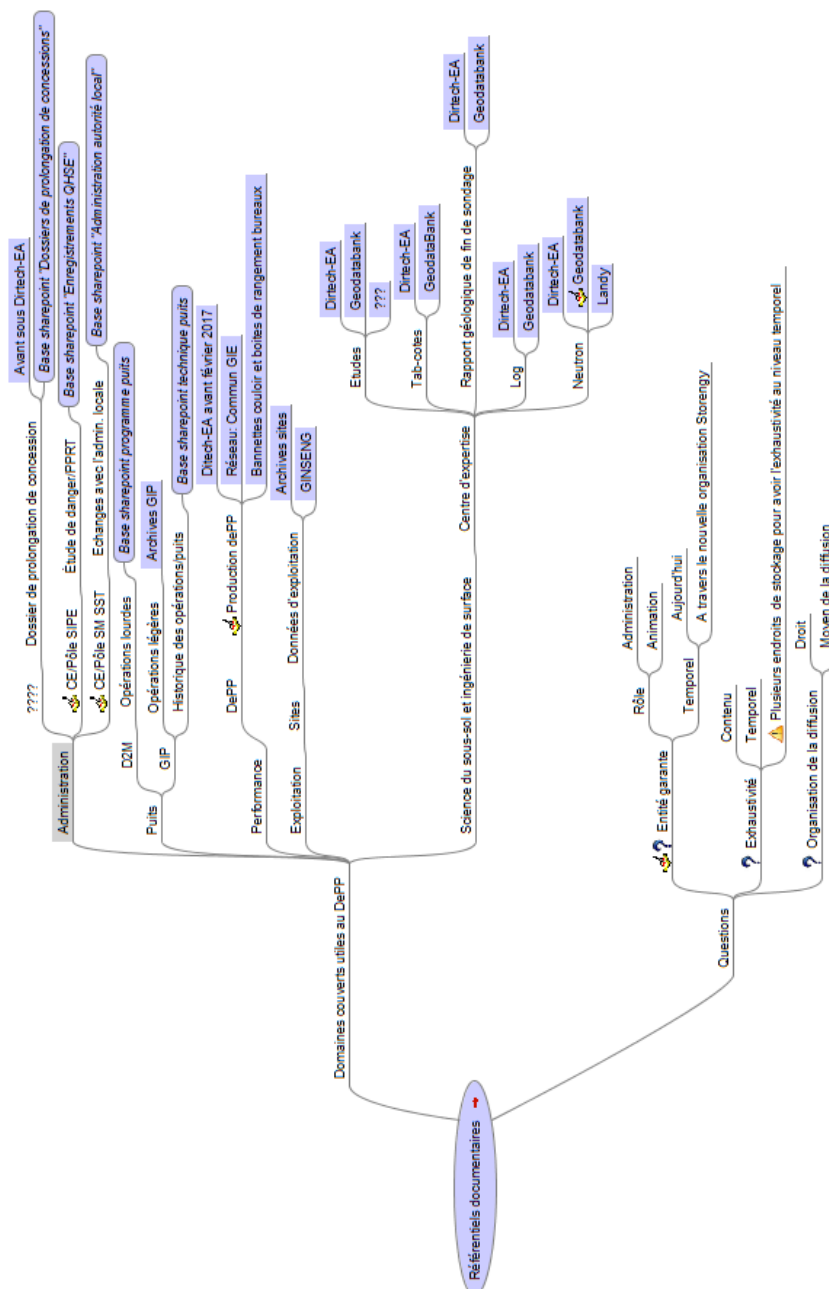 Référentiels documentaires
Domaines couverts utiles au DePP
Administration
????
Dossier de prolongation de concession
Avant sous Dirtech-EA
Base sharepoint "Dossiers de prolongation de concessions"
CE/Pôle SIPE
Étude de danger/PPRT
Base sharepoint "Enregistrements QHSE"
CE/Pôle SM SST
Echanges avec l'admin. locale
Base sharepoint "Administration autorité local"
Puits
D2M
Opérations lourdes
Base sharepoint programme puits
GIP
Opérations légères
Archives GIP
Historique des opérations/puits
Base sharepoint technique puits
Performance
DePP
Production dePP
Ditech-EA avant février 2017
Réseau: Commun GIE
Bannettes couloir et boites de rangement bureaux
Exploitation
Sites
Données d'exploitation
Archives sites
GINSENG
Science du sous-sol et ingénierie de surface
Centre d'expertise
Etudes
Dirtech-EA
Geodatabank
???
Tab-cotes
Dirtech-EA
GeodataBank
Rapport géologique de fin de sondage
Dirtech-EA
Geodatabank
Log
Dirtech-EA
Geodatabank
Neutron
Dirtech-EA
Geodatabank
Landy
Questions
Entité garante
Rôle
Administration
Animation
Temporel
Aujourd'hui
A travers le nouvelle organisation Storengy
Exhaustivité
Contenu
Temporel
Plusieurs endroits de stockage pour avoir l'exhaustivité au niveau temporel
Organisation de la diffusion
Droit
Moyen de la diffusion